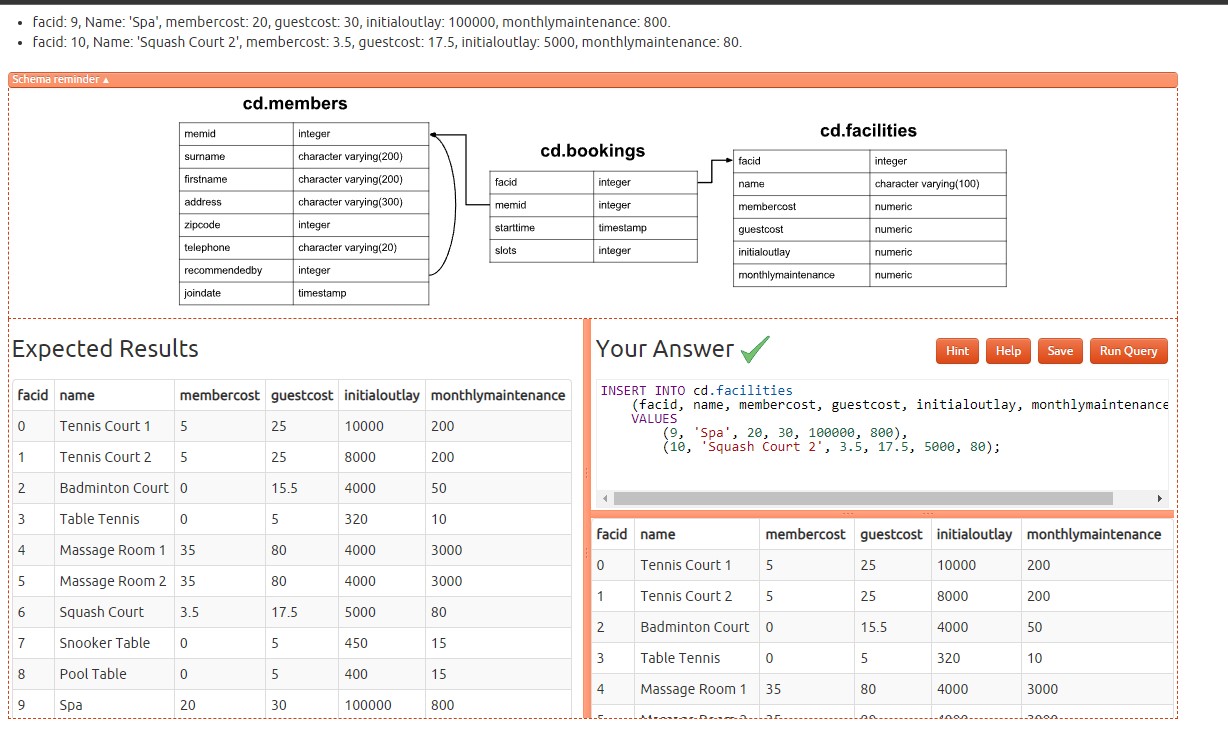 facid: 9, Name: 'Spa', membercost: 20, guestcost: 30, initialoutlay: 100000, monthlymaintenance: 800.
facid: 10, Name: 'Squash Court 2', membercost: 3.5, guestcost: 17.5, initialoutlay: 5000, monthlymaintenance: 80.
Schema reminder
cd.members
memid integer
surname character varying(200)
firstname character varying(200)
address character varying(300)
zipcode integer
telephone character varying(20)
recommendedby integer
joindate timestamp
cd.bookings
facid integer
memid integer
starttime timestamp
slots integer
cd.facilities
facid integer
name character varying(100)
membercost numeric
guestcost numeric
initialoutlay numeric
monthlymaintenance numeric
Expected Results
facid name membercost guestcost initialoutlay monthlymaintenance
0 Tennis Court 1 5 25 10000 200
1 Tennis Court 2 5 25 8000 200
2 Badminton Court 0 15.5 4000 50
3 Table Tennis 0 5 320 10
4 Massage Room 1 35 80 4000 3000
5 Massage Room 2 35 80 4000 3000
6 Squash Court 3.5 17.5 5000 80
7 Snooker Table 0 5 450 15
8 Pool Table 0 5 400 15
9 Spa 20 30 100000 800
Your Answer
Hint Help Save Run Query
INSERT INTO cd.facilities
(facid, name, membercost, guestcost, initialoutlay, monthlymaintenance
VALUES
(9, 'Spa', 20, 30, 100000, 800),
(10, 'Squash Court 2', 3.5, 17.5, 5000, 80);
facid name membercost guestcost initialoutlay monthlymaintenance
0 Tennis Court 1 5 25 10000 200
1 Tennis Court 2 5 25 8000 200
2 Badminton Court 0 15.5 4000 50
3 Table Tennis 0 5 320 10
4 Massage Room 1 35 80 4000 3000